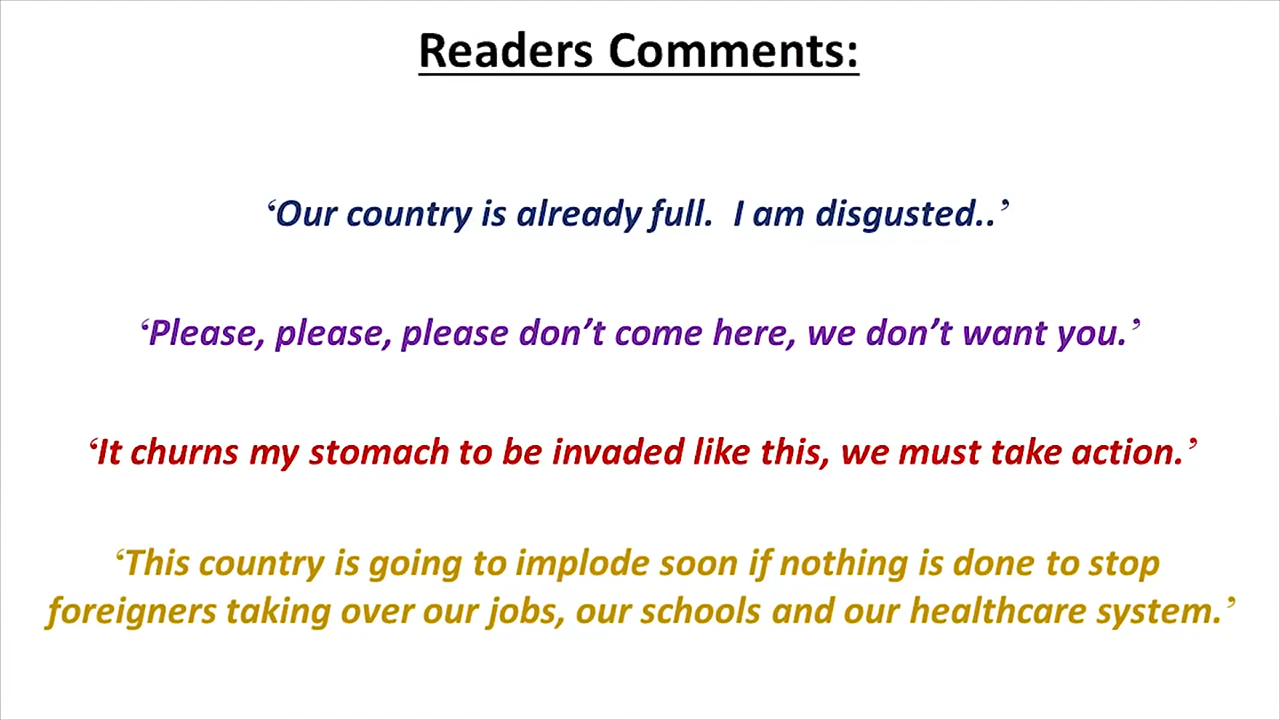 Readers Comments:
‘Our country is already full.  I am disgusted..’
‘Please, please, please don’t come here, we don’t want you.’
‘It churns my stomach to be invaded like this, we must take action.’
‘This country is going to implode soon if nothing is done to stop
foreigners taking over our jobs, our schools and our healthcare system.’